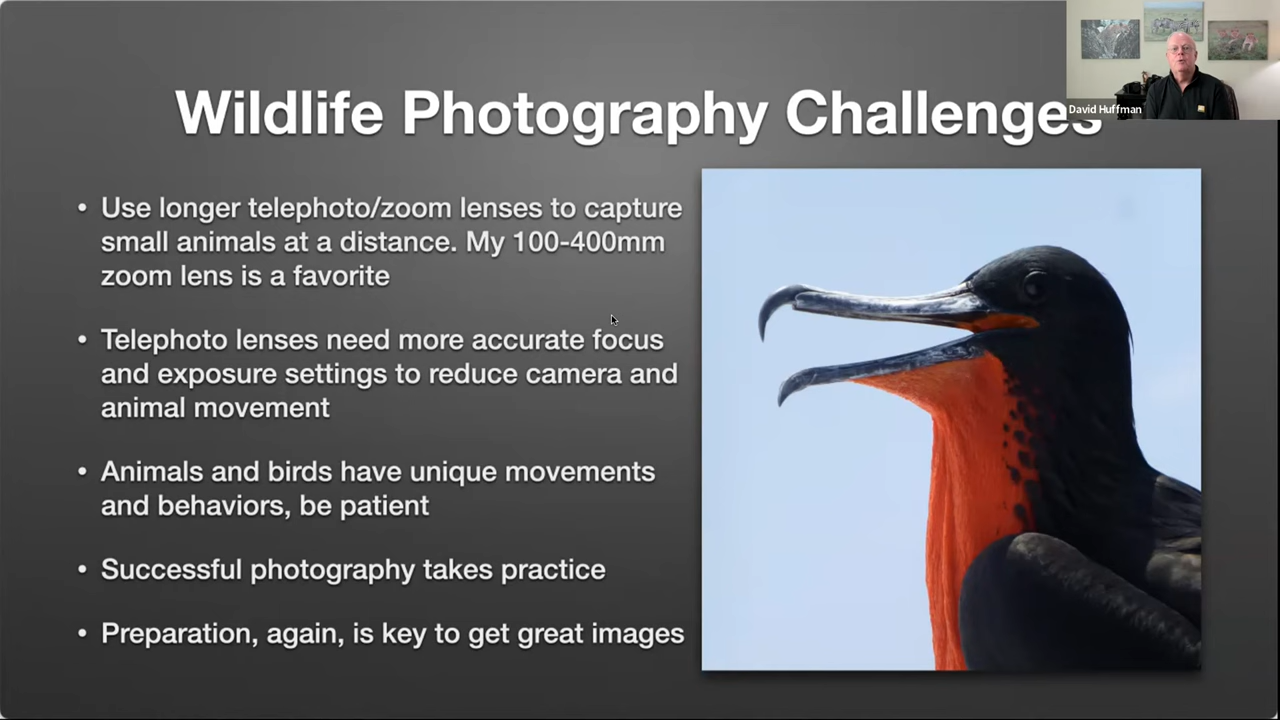 David Huffman
Wildlife Photography Challenges
• Use longer telephoto/zoom lenses to capture
small animals at a distance. My 100-400mm
zoom lens is a favorite
• Telephoto lenses need more accurate focus
and exposure settings to reduce camera and
animal movement
• Animals and birds have unique movements
and behaviors, be patient
• Successful photography takes practice
• Preparation, again, is key to get great images